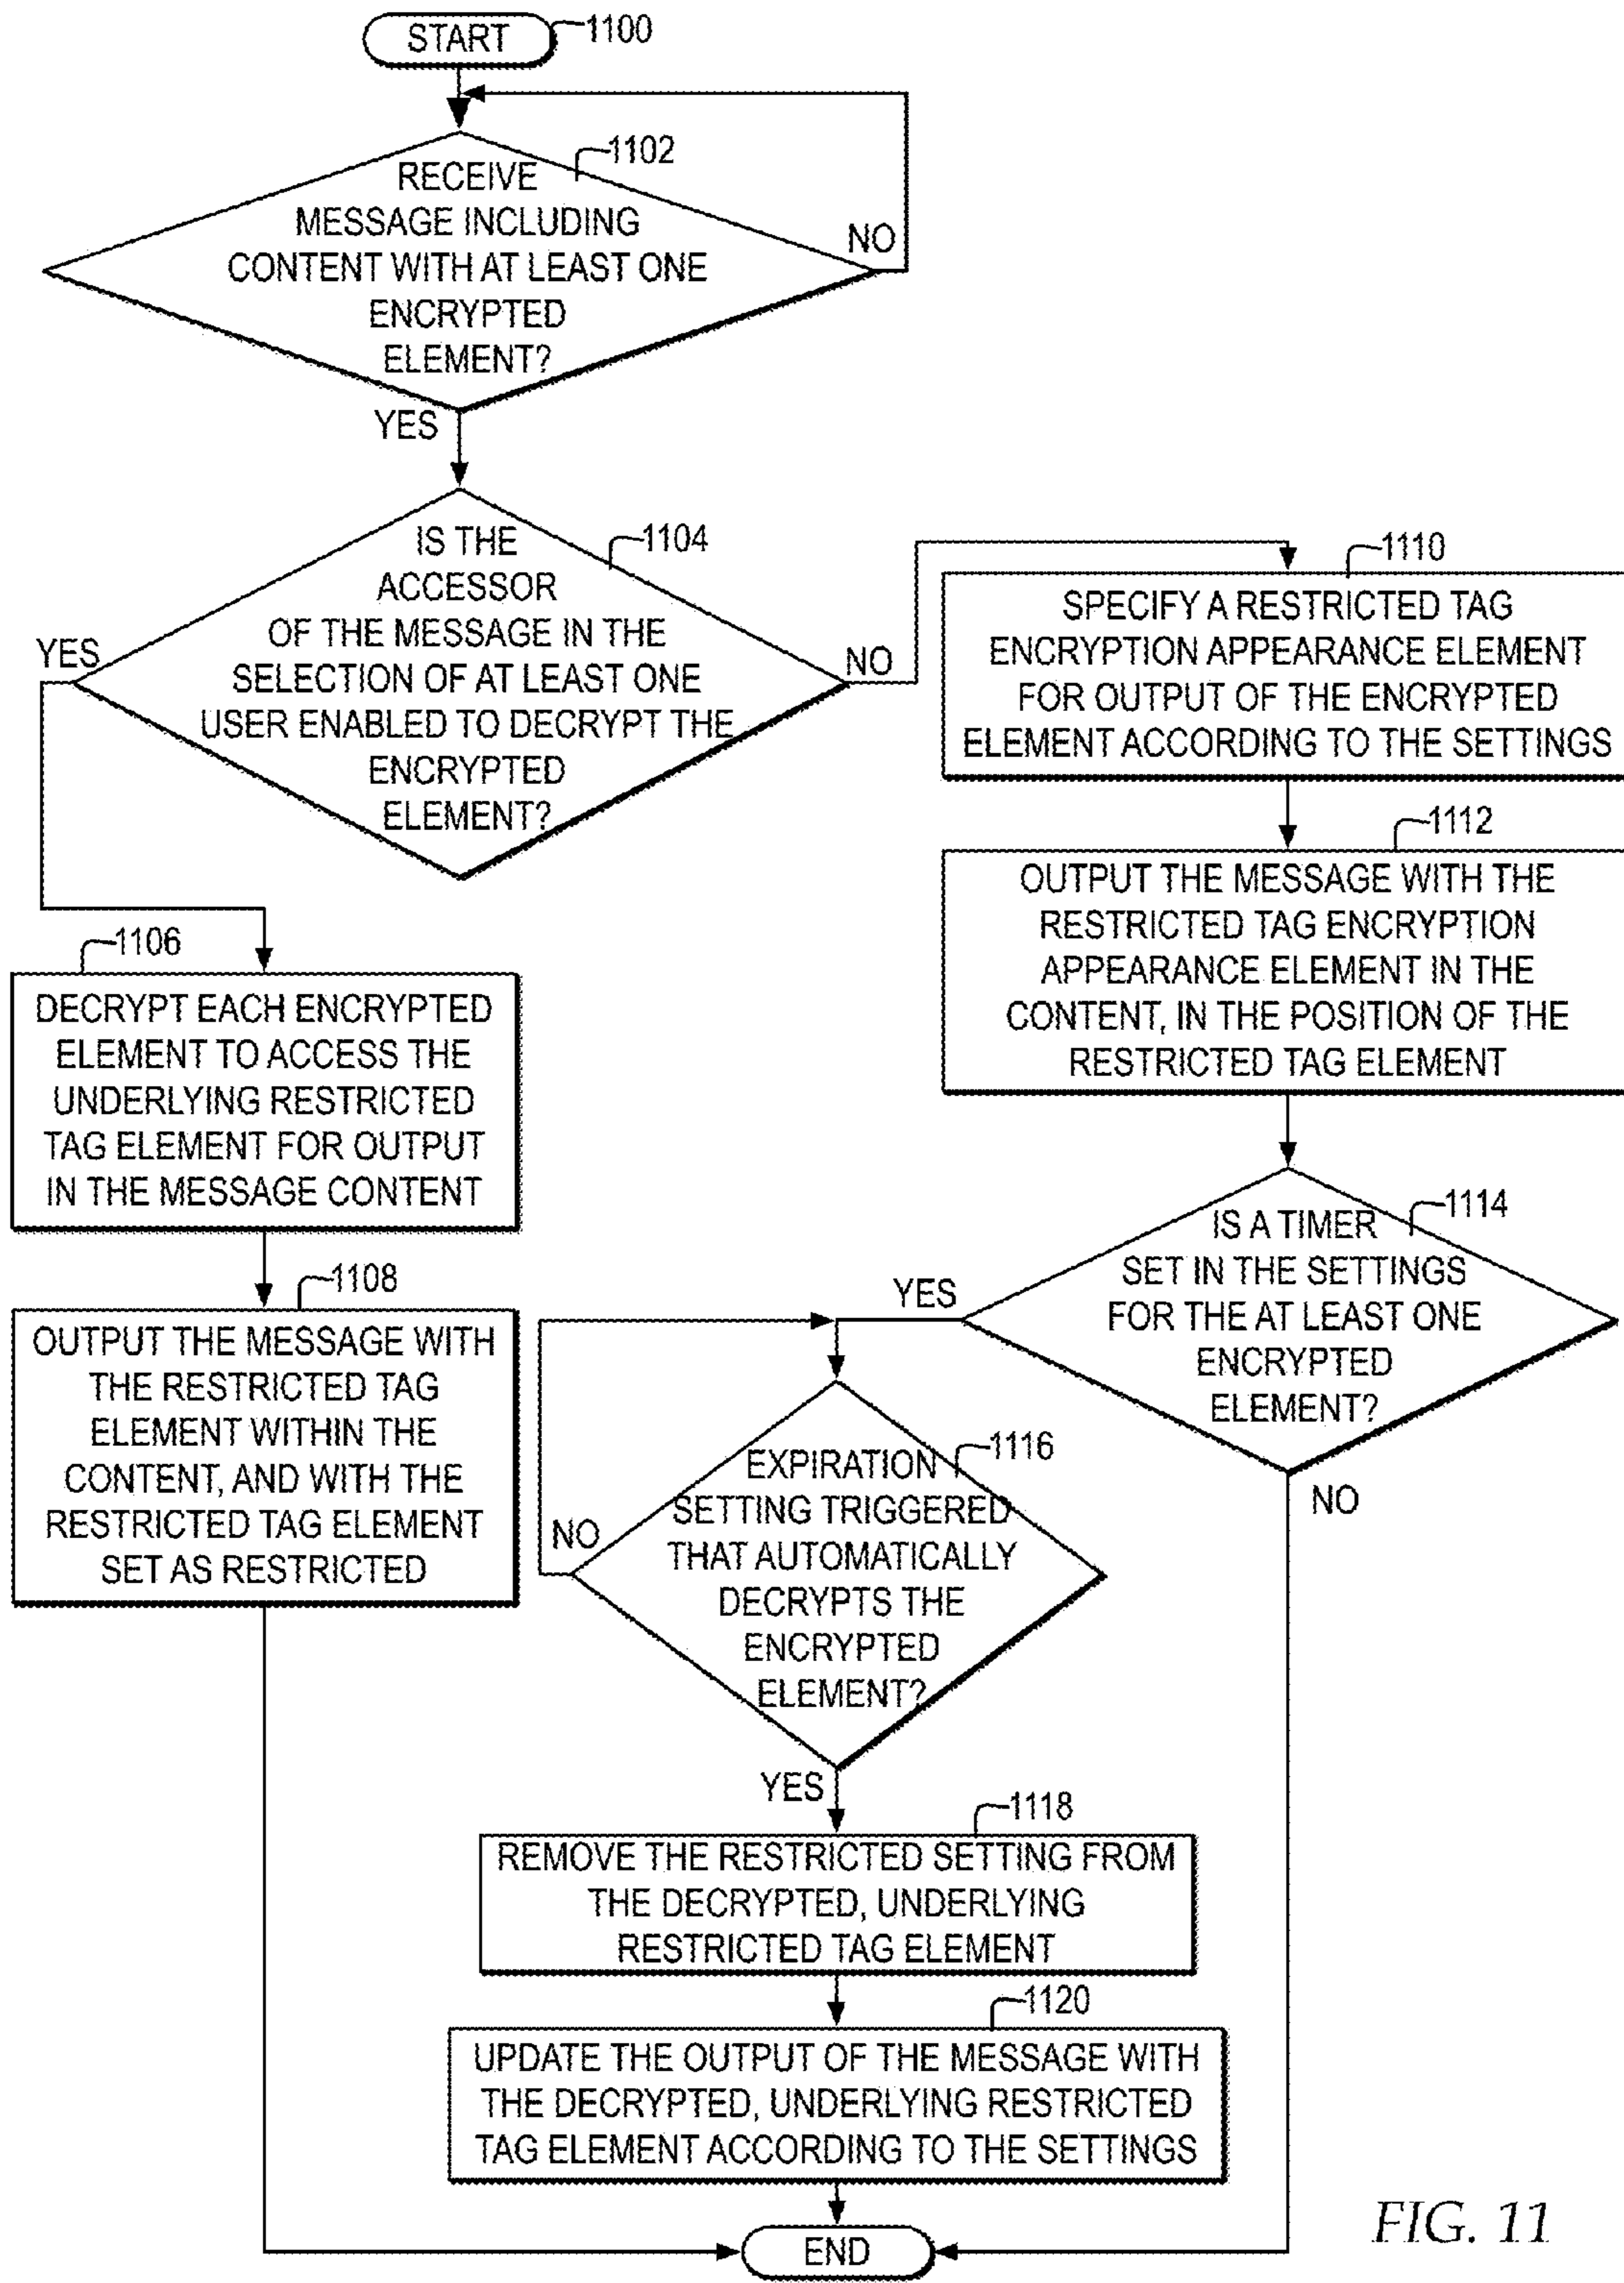 START
1100
1102
RECEIVE
MESSAGE INCLUDING
CONTENT WITH AT LEAST ONE
ENCRYPTED
ELEMENT?
NO
YES
1104
IS THE
ACCESSOR
OF THE MESSAGE IN THE
SELECTION OF AT LEAST ONE
USER ENABLED TO DECRYPT THE
ENCRYPTED
ELEMENT?
YES
NO
1106
DECRYPT EACH ENCRYPTED
ELEMENT TO ACCESS THE
UNDERLYING RESTRICTED
TAG ELEMENT FOR OUTPUT
IN THE MESSAGE CONTENT
1108
OUTPUT THE MESSAGE WITH
THE RESTRICTED TAG
ELEMENT WITHIN THE
CONTENT, AND WITH THE
RESTRICTED TAG ELEMENT
SET AS RESTRICTED
1110
SPECIFY A RESTRICTED TAG
ENCRYPTION APPEARANCE ELEMENT
FOR OUTPUT OF THE ENCRYPTED
ELEMENT ACCORDING TO THE SETTINGS
1112
OUTPUT THE MESSAGE WITH THE
RESTRICTED TAG ENCRYPTION
APPEARANCE ELEMENT IN THE
CONTENT, IN THE POSITION OF THE
RESTRICTED TAG ELEMENT
1114
IS A TIMER
SET IN THE SETTINGS
FOR THE AT LEAST ONE
ENCRYPTED
ELEMENT?
YES
NO
1116
EXPIRATION
SETTING TRIGGERED
THAT AUTOMATICALLY
DECRYPTS THE
ENCRYPTED
ELEMENT?
NO
YES
1118
REMOVE THE RESTRICTED SETTING FROM
THE DECRYPTED, UNDERLYING
RESTRICTED TAG ELEMENT
1120
UPDATE THE OUTPUT OF THE MESSAGE WITH
THE DECRYPTED, UNDERLYING RESTRICTED
TAG ELEMENT ACCORDING TO THE SETTINGS
END
FIG. 11